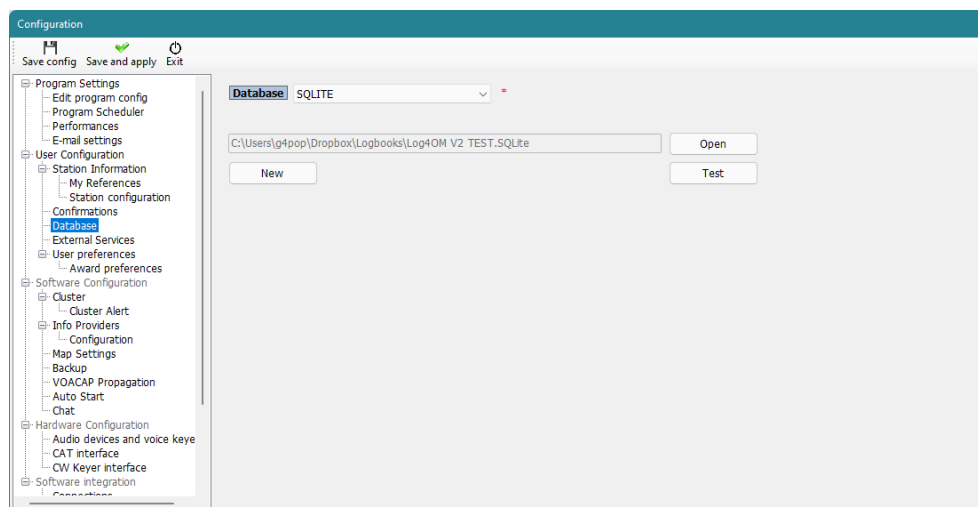 Configuration
Save config Save and apply Exit
Program Settings
Edit program config
Program Scheduler
Performances
E-mail settings
User Configuration
Station Information
My References
Station configuration
Confirmations
Database
External Services
User preferences
Award preferences
Software Configuration
Cluster
Cluster Alert
Info Providers
Configuration
Map Settings
Backup
VOACAP Propagation
Auto Start
Chat
Hardware Configuration
Audio devices and voice keye
CAT interface
CW Keyer interface
Software integration
Connections
Database SQLITE *
C:\Users\g4pop\Dropbox\Logbooks\Log4OM V2 TEST.SQLite Open
New Test